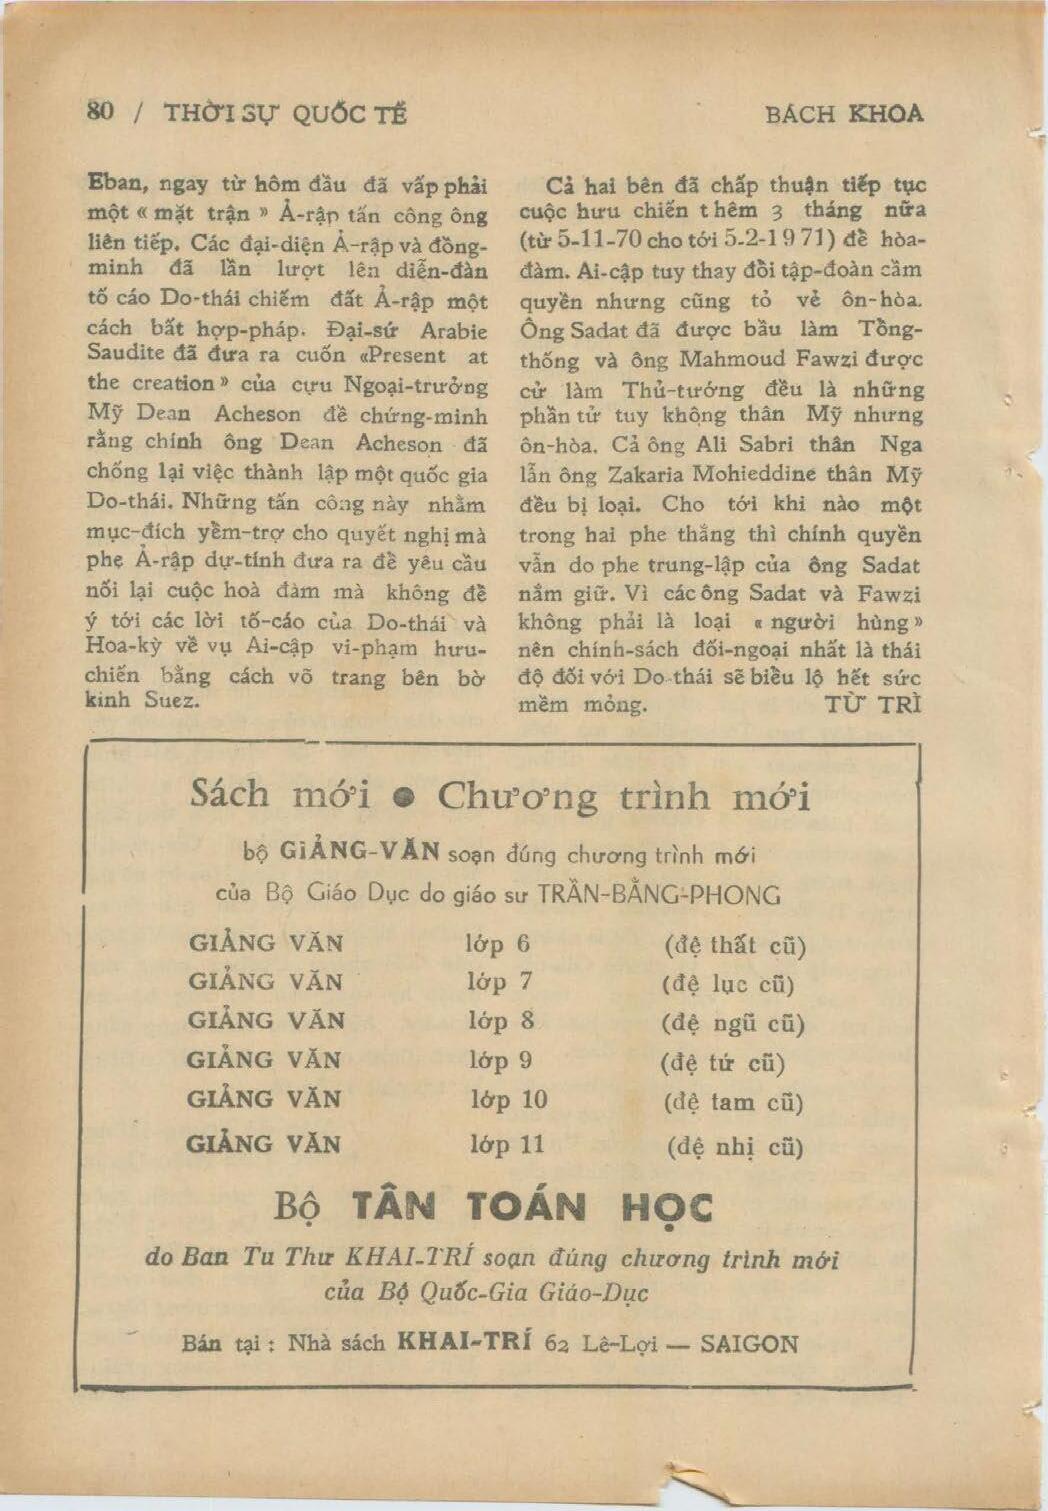 80 / THỜI SỰ QUỐC TẾ
BÁCH KHOA
Eban, ngay từ hôm đầu đã vấp phải
một « mặt trận » Ả-rập tấn công ông
liên tiếp. Các đại-diện Ả-rập và đồng-
minh đã lần lượt lên diễn-đàn
tố cáo Do-thái chiếm đất Ả-rập một
cách bất hợp-pháp. Đại-sứ Arabie
Saudite đã đưa ra cuốn «Present at
the creation» của cựu Ngoại-trưởng
Mỹ Dean Acheson để chứng-minh
rằng chính ông Dean Acheson đã
chống lại việc thành lập một quốc gia
Do-thái. Những tấn công này nhằm
mục-đích yểm-trợ cho quyết nghị mà
phe Ả-rập dự-tính đưa ra để yêu cầu
nối lại cuộc hoà đàm mà không để
ý tới các lời tố-cáo của Do-thái và
Hoa-kỳ về vụ Ai-cập vi-phạm hưu-
chiến bằng cách võ trang bên bờ
kinh Suez.
Cả hai bên đã chấp thuận tiếp tục
cuộc hưu chiến thêm 3 tháng nữa
(từ 5-11-70 cho tới 5-2-1971) để hòa-
đàm. Ai-cập tuy thay đổi tập-đoàn cầm
quyền nhưng cũng tỏ vẻ ôn-hòa.
Ông Sadat đã được bầu làm Tổng-
thống và ông Mahmoud Fawzi được
cử làm Thủ-tướng đều là những
phần tử tuy không thân Mỹ nhưng
ôn-hòa. Cả ông Ali Sabri thân Nga
lẫn ông Zakaria Mohieddine thân Mỹ
đều bị loại. Cho tới khi nào một
trong hai phe thắng thì chính quyền
vẫn do phe trung-lập của ông Sadat
nắm giữ. Vì các ông Sadat và Fawzi
không phải là loại « người hùng»
nên chính-sách đối-ngoại nhất là thái
độ đối với Do-thái sẽ biểu lộ hết sức
mềm mỏng. TỪ TRÌ
Sách mới ● Chương trình mới
bộ GIẢNG-VĂN soạn đúng chương trình mới
của Bộ Giáo Dục do giáo sư TRẦN-BẰNG-PHONG
GIẢNG VĂN lớp 6 (đệ thất cũ)
GIẢNG VĂN lớp 7 (đệ lục cũ)
GIẢNG VĂN lớp 8 (đệ ngũ cũ)
GIẢNG VĂN lớp 9 (đệ tứ cũ)
GIẢNG VĂN lớp 10 (đệ tam cũ)
GIẢNG VĂN lớp 11 (đệ nhị cũ)
Bộ TÂN TOÁN HỌC
do Ban Tu Thư KHAI-TRÍ soạn đúng chương trình mới
của Bộ Quốc-Gia Giáo-Dục
Bán tại : Nhà sách KHAI-TRÍ 62 Lê-Lợi — SAIGON